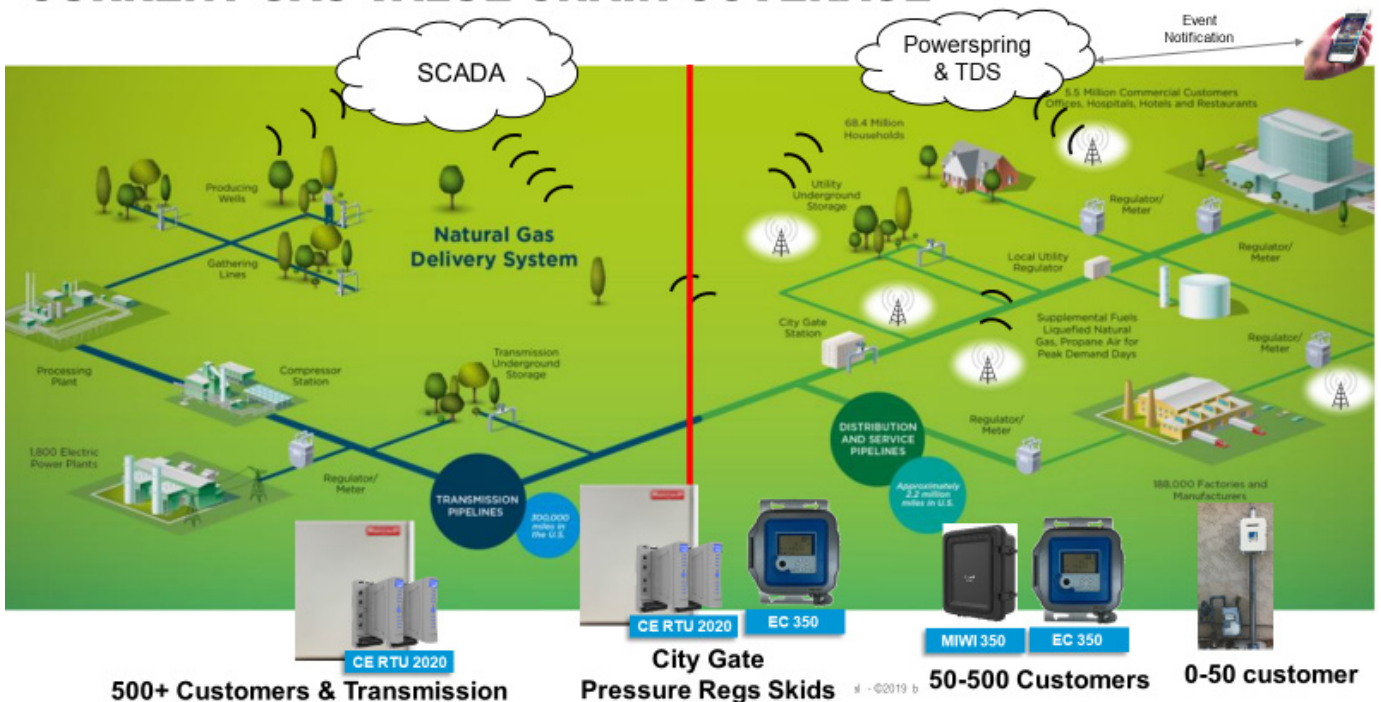 SCADA
Powerspring
& TDS
Event
Notification
5.5 Million Commercial Customers
Offices, Hospitals, Hotels and Restaurants
68.4 Million
Households
Producing
Wells
Utility
Underground
Storage
Regulator/
Meter
Natural Gas
Delivery System
Gathering
Lines
Local Utility
Regulator
Regulator/
Meter
City Gate
Station
Supplemental Fuels
Liquefied Natural
Gas, Propane Air for
Peak Demand Days
Regulator/
Meter
Processing
Plant
Compressor
Station
Transmission
Underground
Storage
1,800 Electric
Power Plants
Regulator/
Meter
TRANSMISSION
PIPELINES
300,000
miles in
the U.S.
DISTRIBUTION
AND SERVICE
PIPELINES
Approximately
2.2 million
miles in U.S.
Regulator/
Meter
188,000 Factories and
Manufacturers
Honeywell
Honeywell
CE RTU 2020
CE RTU 2020
EC 350
MIWI 350
EC 350
500+ Customers & Transmission
City Gate
Pressure Regs Skids
©2019 b
50-500 Customers
0-50 customer